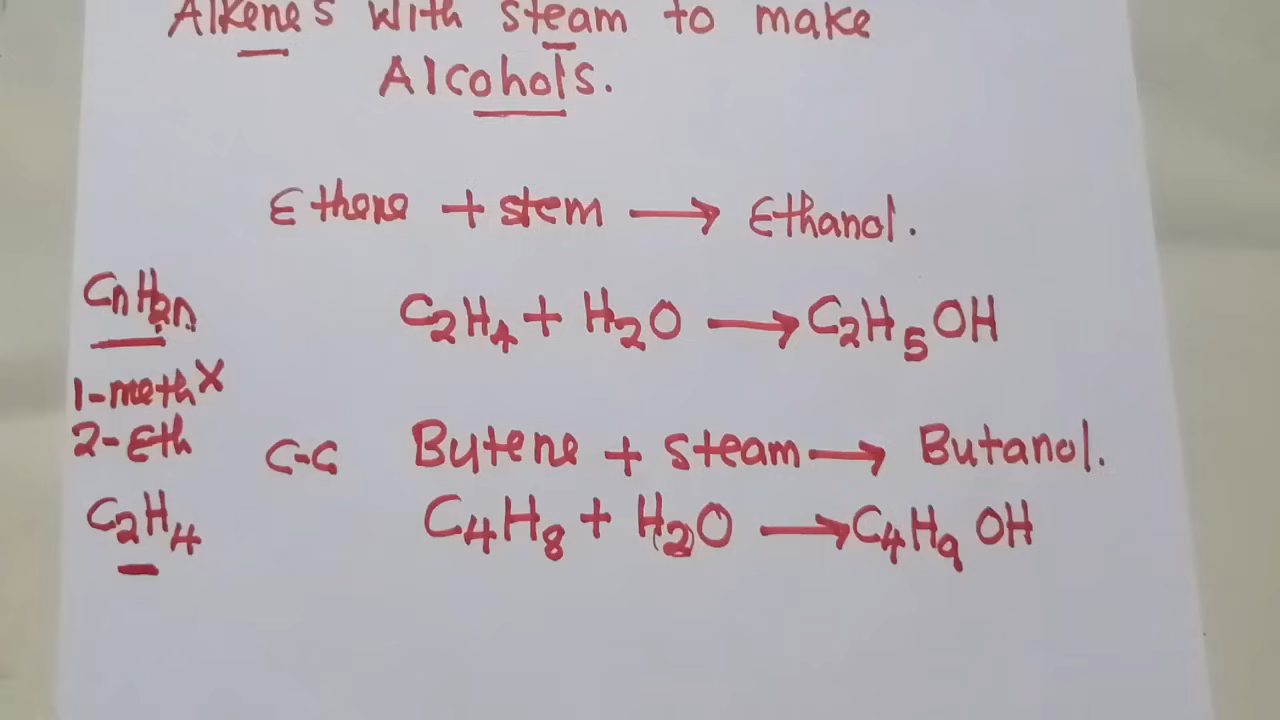 Alkenes with steam to make
Alcohols.
Ethene + stem → Ethanol.
CnH2n
C2H4 + H2O → C2H5OH
1-meth X
2-Eth
C-C
Butene + steam → Butanol.
C2H4
C4H8 + H2O → C4H9OH